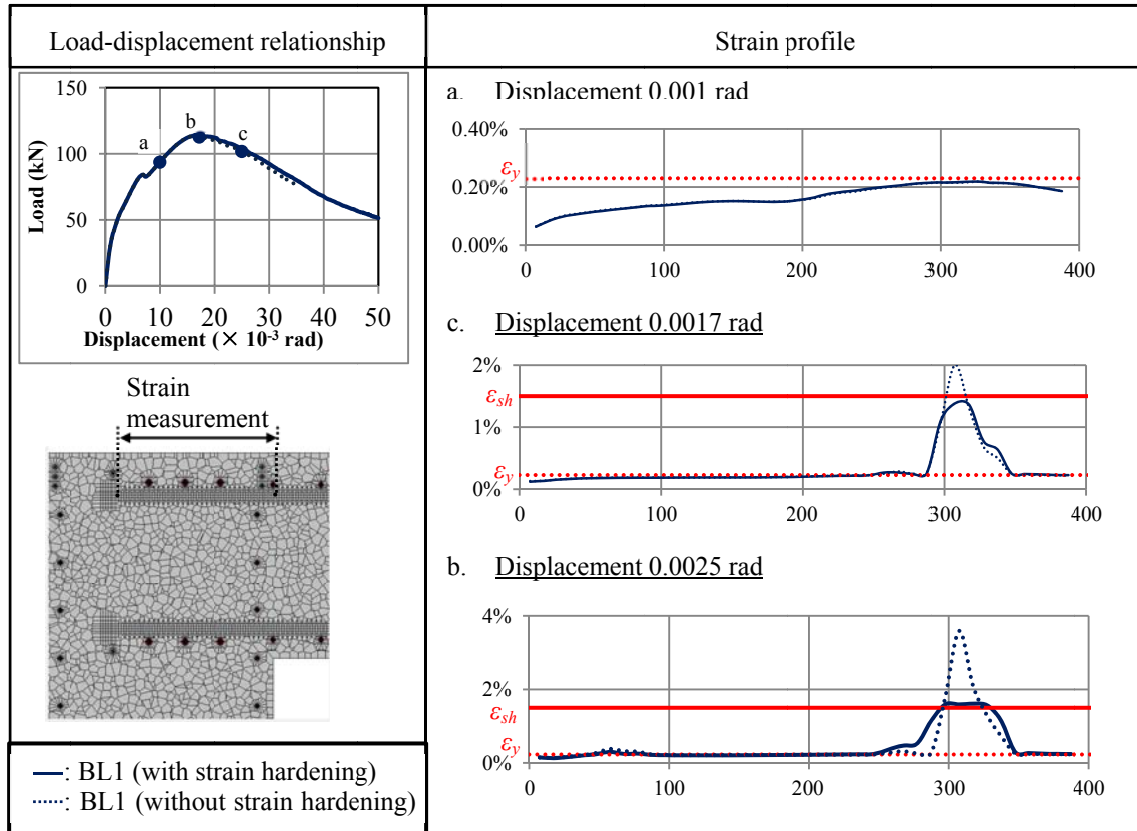 Load-displacement relationship
Strain profile
150
100
50
0
Load (kN)
a
b
c
0 10 20 30 40 50
Displacement (× 10-3 rad)
Strain
measurement
: BL1 (with strain hardening)
: BL1 (without strain hardening)
a. Displacement 0.001 rad
0.40%
εy
0.20%
0.00%
0 100 200 300 400
c. Displacement 0.0017 rad
2%
εsh
1%
εy
0%
0 100 200 300 400
b. Displacement 0.0025 rad
4%
2%
εsh
εy
0%
0 100 200 300 400